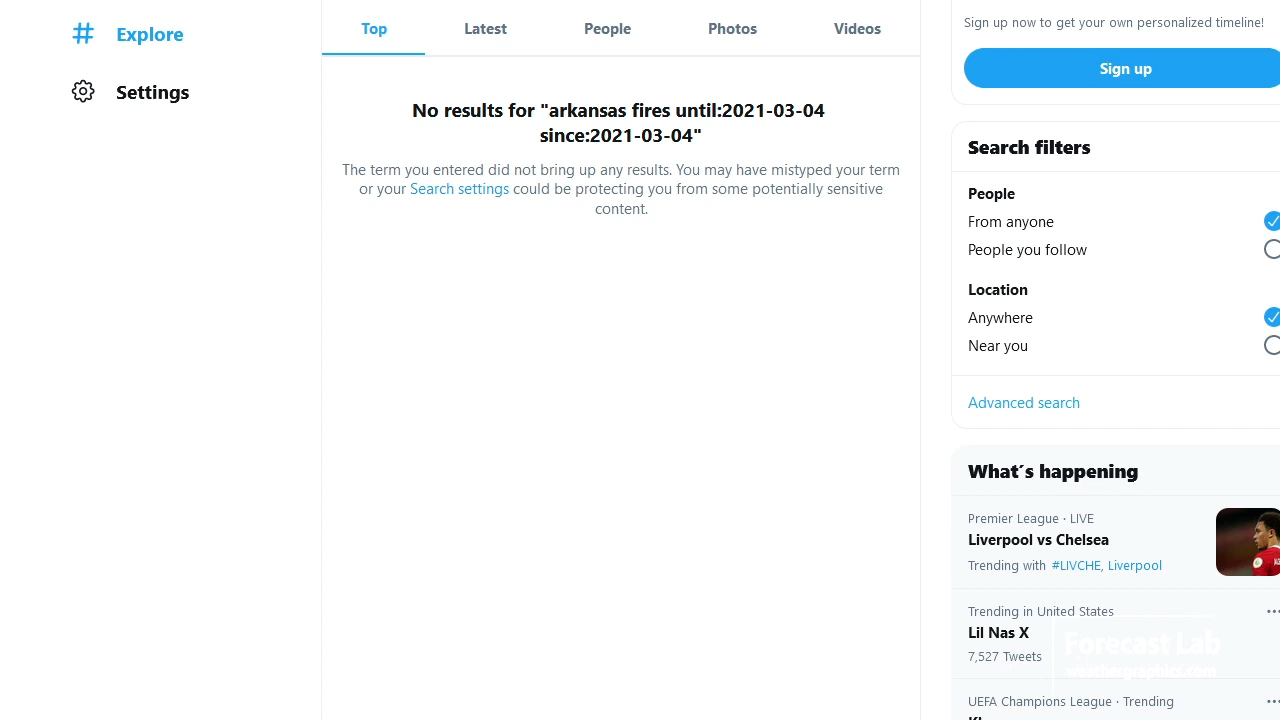 Explore
Settings
Top
Latest
People
Photos
Videos
No results for "arkansas fires until:2021-03-04
since:2021-03-04"
The term you entered did not bring up any results. You may have mistyped your term
or your Search settings could be protecting you from some potentially sensitive
content.
Sign up now to get your own personalized timeline!
Sign up
Search filters
People
From anyone
People you follow
Location
Anywhere
Near you
Advanced search
What´s happening
Premier League · LIVE
Liverpool vs Chelsea
Trending with #LIVCHE, Liverpool
Trending in United States
Lil Nas X
7,527 Tweets
Forecast Lab
weathergraphics.com
UEFA Champions League · Trending